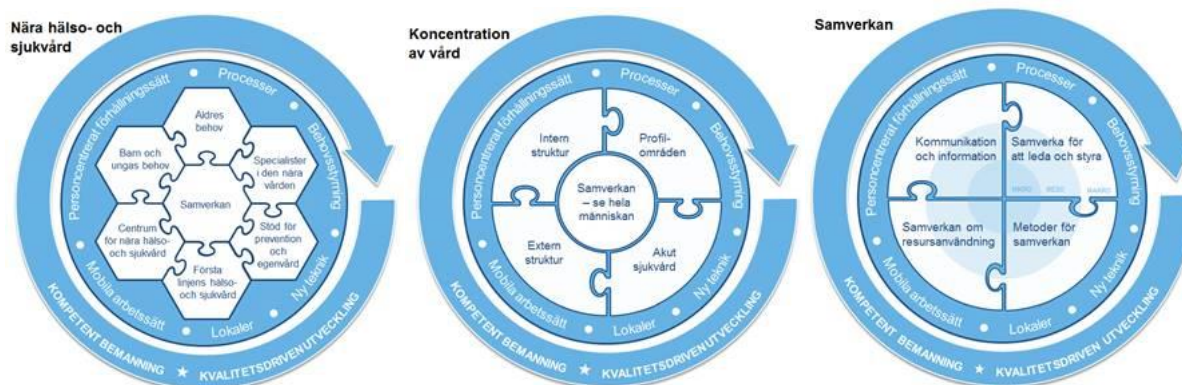 Nära hälso- och
sjukvård
Personcentrerat förhållningssätt
Processer
Behovsstyrning
Ny teknik
Lokaler
Mobila arbetssätt
Äldres
behov
Barn och
ungas behov
Specialister
i den nära
vården
Samverkan
Centrum
för nära hälso-
och sjukvård
Stöd för
prevention
och
egenvård
Första
linjens hälso-
och sjukvård
KOMPETENT BEMANNING ★ KVALITETSDRIVEN UTVECKLING
Koncentration
av vård
Personcentrerat förhållningssätt
Processer
Behovsstyrning
Ny teknik
Lokaler
Mobila arbetssätt
Intern
struktur
Profil-
områden
Samverkan
– se hela
människan
Extern
struktur
Akut
sjukvård
KOMPETENT BEMANNING ★ KVALITETSDRIVEN UTVECKLING
Samverkan
Personcentrerat förhållningssätt
Processer
Behovsstyrning
Ny teknik
Lokaler
Mobila arbetssätt
Kommunikation
och information
Samverka för
att leda och styra
MIKRO MESO MAKRO
Samverkan om
resursanvändning
Metoder för
samverkan
KOMPETENT BEMANNING ★ KVALITETSDRIVEN UTVECKLING